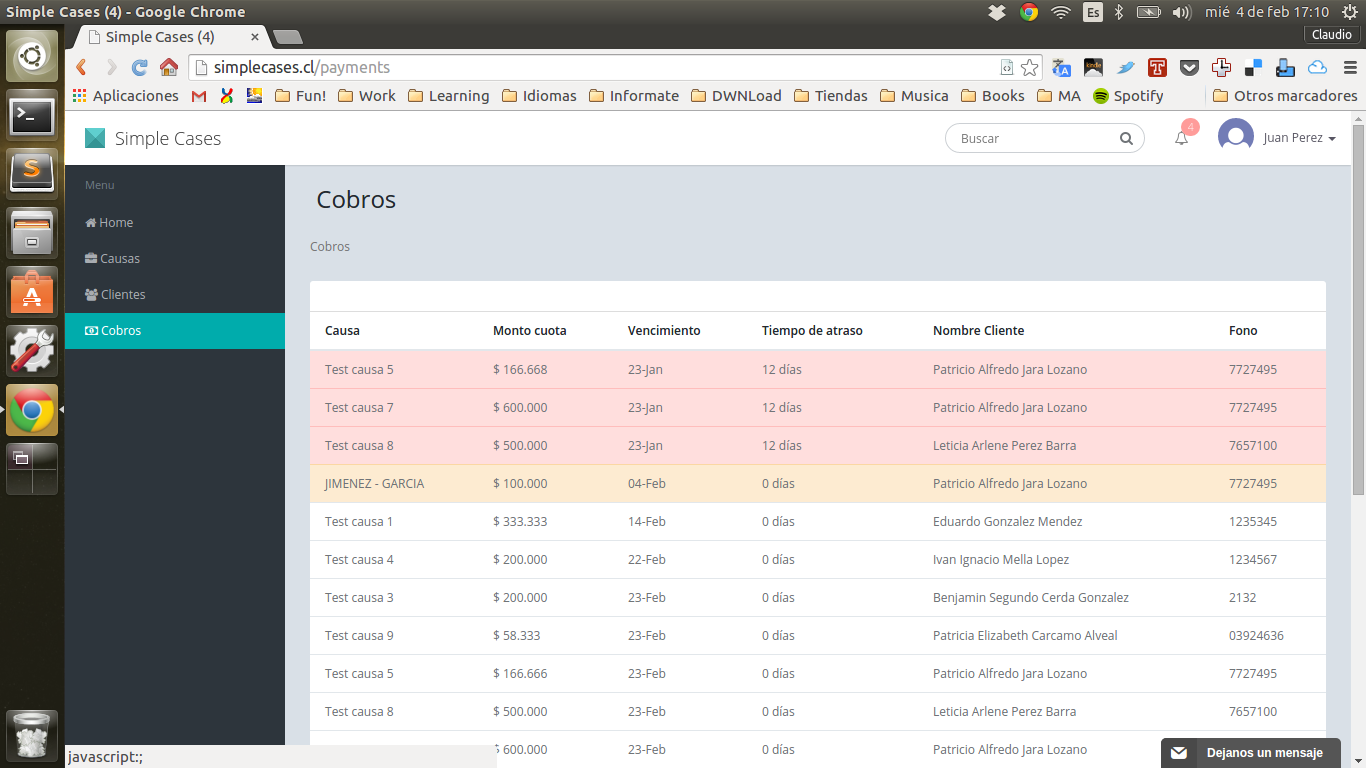 Simple Cases (4) - Google Chrome
Es
mié 4 de feb 17:10
Simple Cases (4)
Claudio
simplecases.cl/payments
Aplicaciones Fun! Work Learning Idiomas Informate DWNLoad Tiendas Musica Books MA Spotify Otros marcadores
Simple Cases
Buscar
4
Juan Perez
Menu
Home
Causas
Clientes
Cobros
Cobros
Cobros
Causa Monto cuota Vencimiento Tiempo de atraso Nombre Cliente Fono
Test causa 5 $ 166.668 23-Jan 12 días Patricio Alfredo Jara Lozano 7727495
Test causa 7 $ 600.000 23-Jan 12 días Patricio Alfredo Jara Lozano 7727495
Test causa 8 $ 500.000 23-Jan 12 días Leticia Arlene Perez Barra 7657100
JIMENEZ - GARCIA $ 100.000 04-Feb 0 días Patricio Alfredo Jara Lozano 7727495
Test causa 1 $ 333.333 14-Feb 0 días Eduardo Gonzalez Mendez 1235345
Test causa 4 $ 200.000 22-Feb 0 días Ivan Ignacio Mella Lopez 1234567
Test causa 3 $ 200.000 23-Feb 0 días Benjamin Segundo Cerda Gonzalez 2132
Test causa 9 $ 58.333 23-Feb 0 días Patricia Elizabeth Carcamo Alveal 03924636
Test causa 5 $ 166.666 23-Feb 0 días Patricio Alfredo Jara Lozano 7727495
Test causa 8 $ 500.000 23-Feb 0 días Leticia Arlene Perez Barra 7657100
$ 600.000 23-Feb 0 días Patricio Alfredo Jara Lozano
javascript:;
Dejanos un mensaje